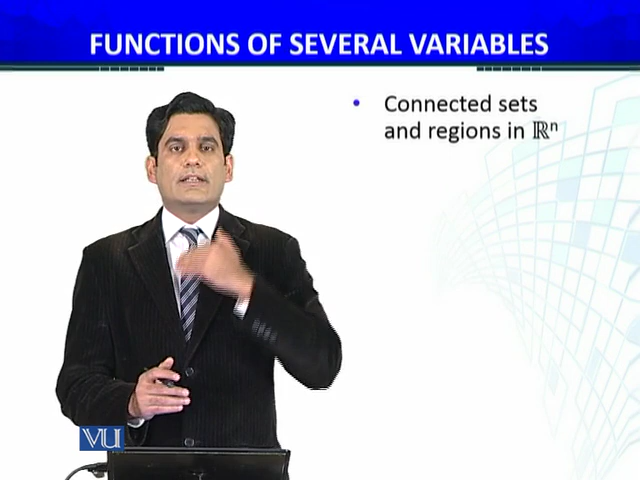 FUNCTIONS OF SEVERAL VARIABLES
• Connected sets
and regions in ℝⁿ
VU